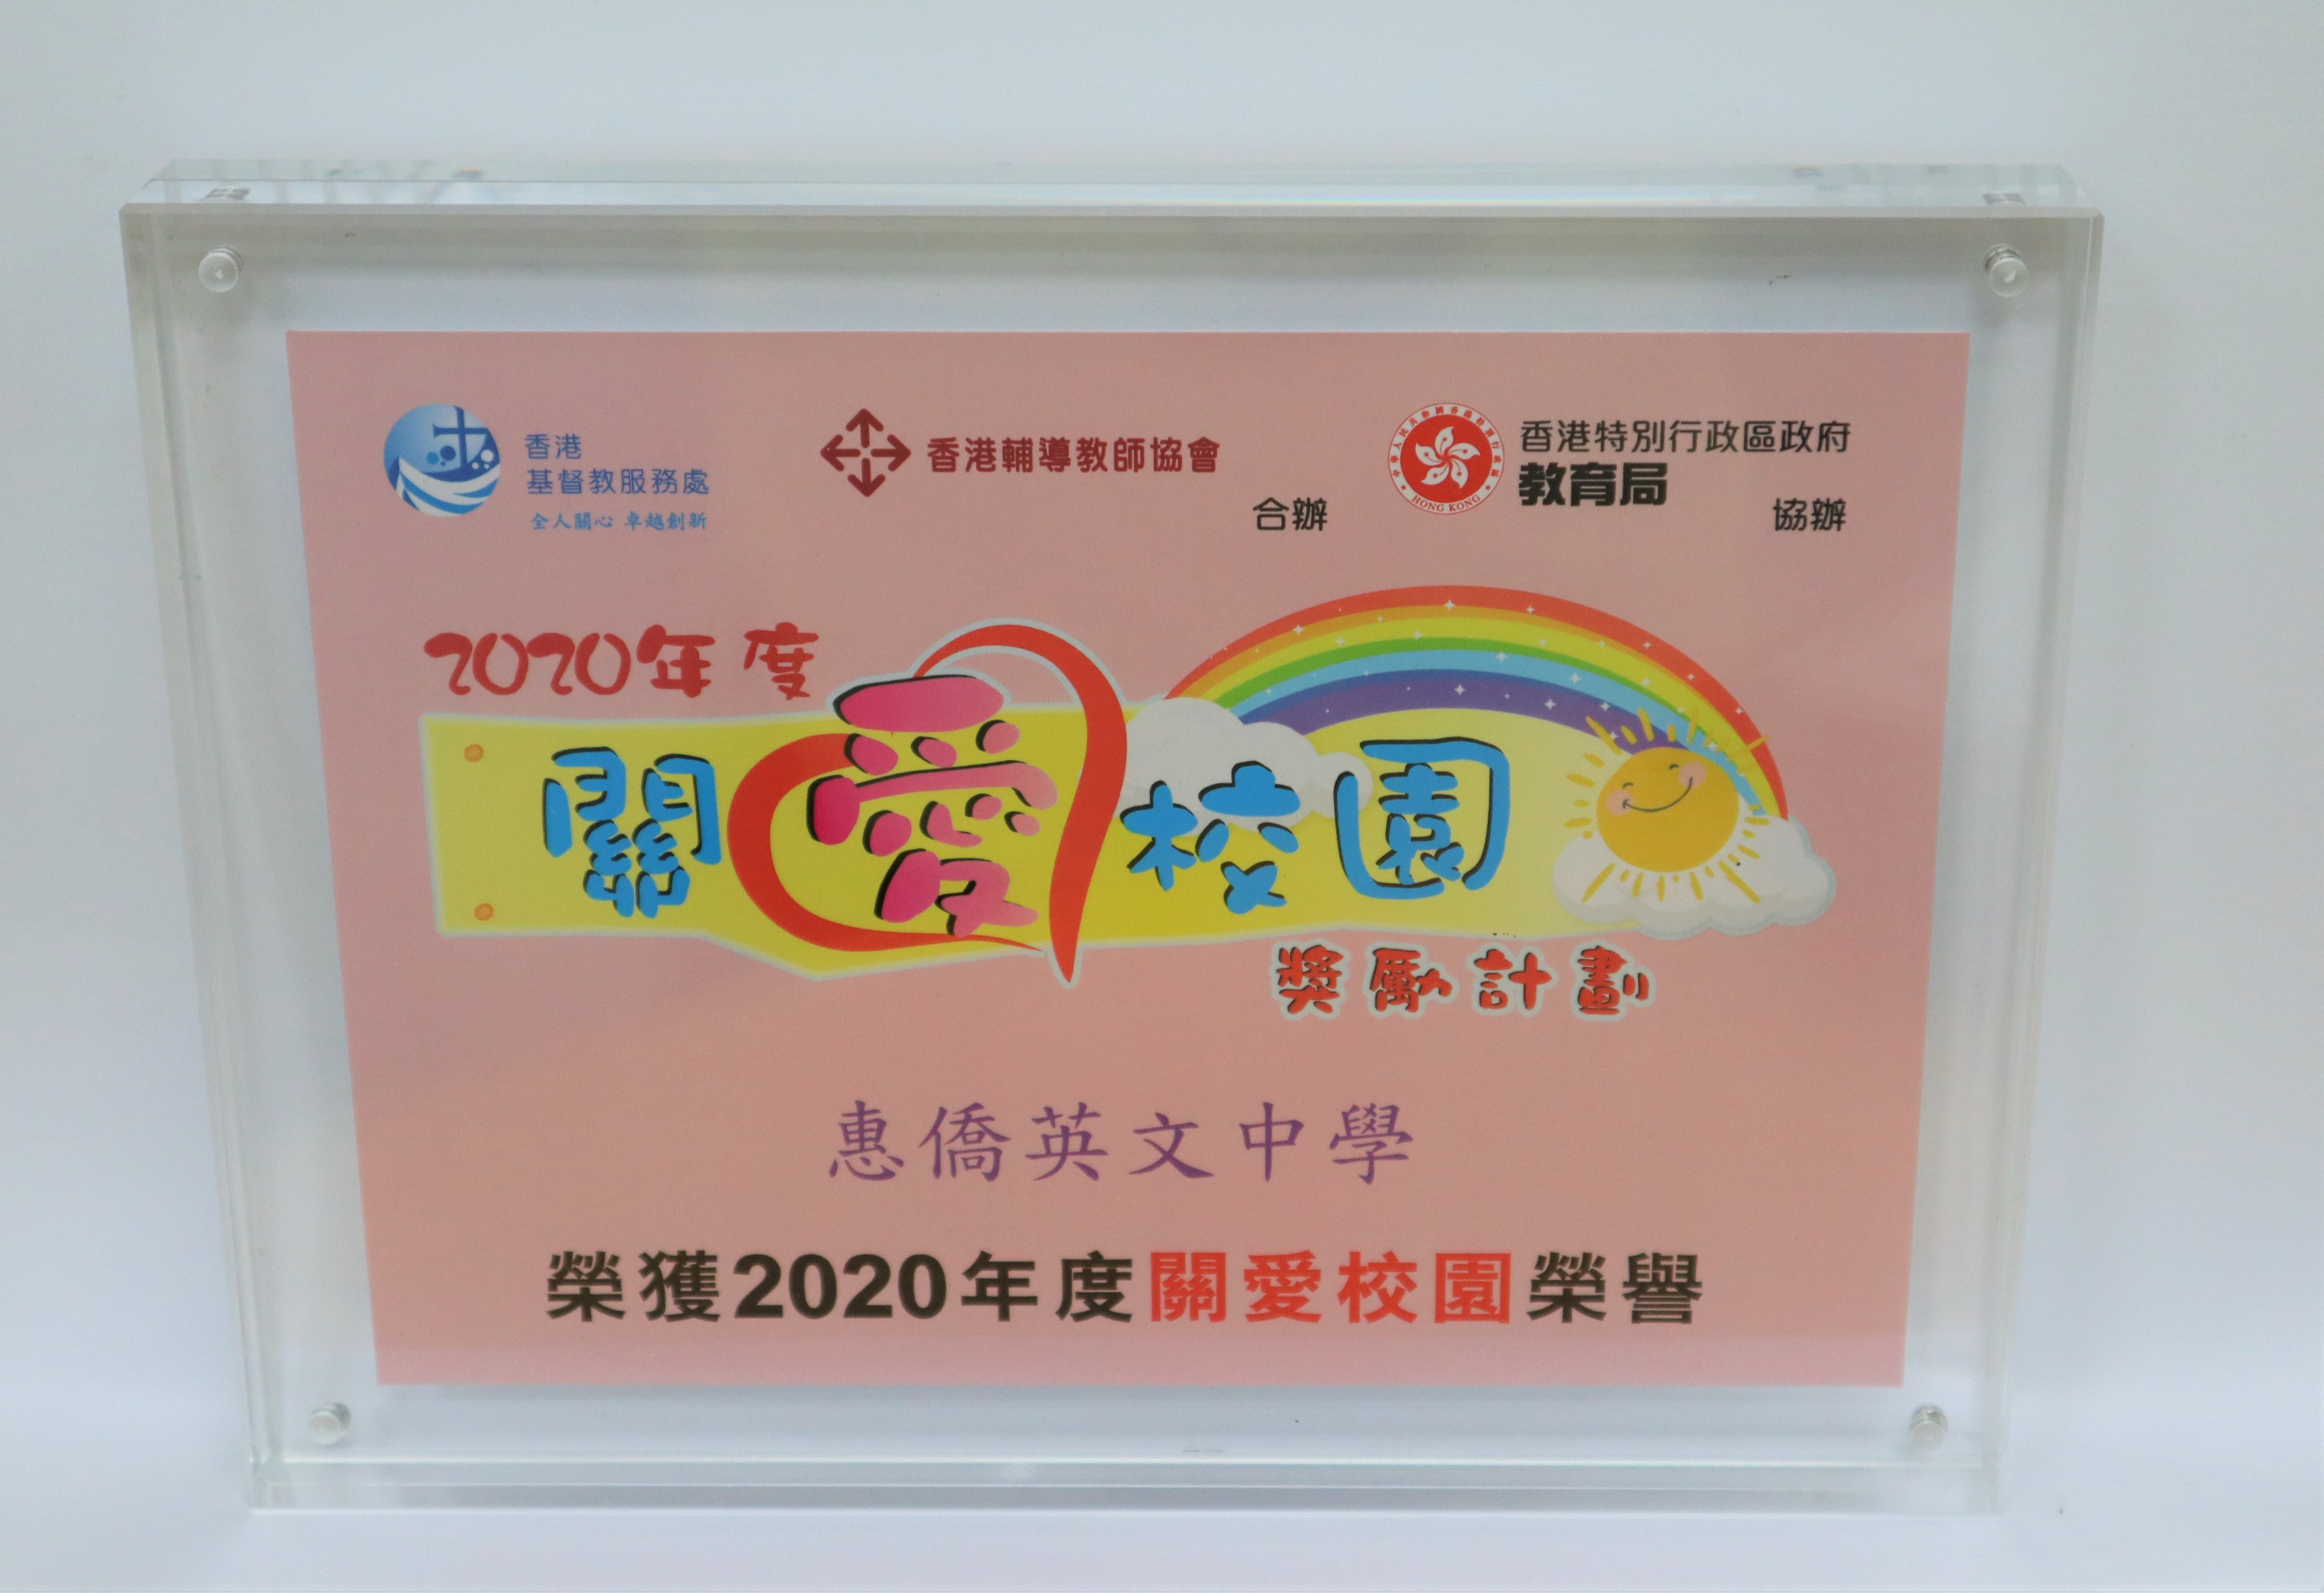 香港
基督教服務處
全人關心 卓越創新
香港輔導教師協會
合辦
香港特別行政區政府
教育局
協辦
HONG KONG
2020年度
關愛校園
獎勵計劃
惠僑英文中學
榮獲2020年度關愛校園榮譽